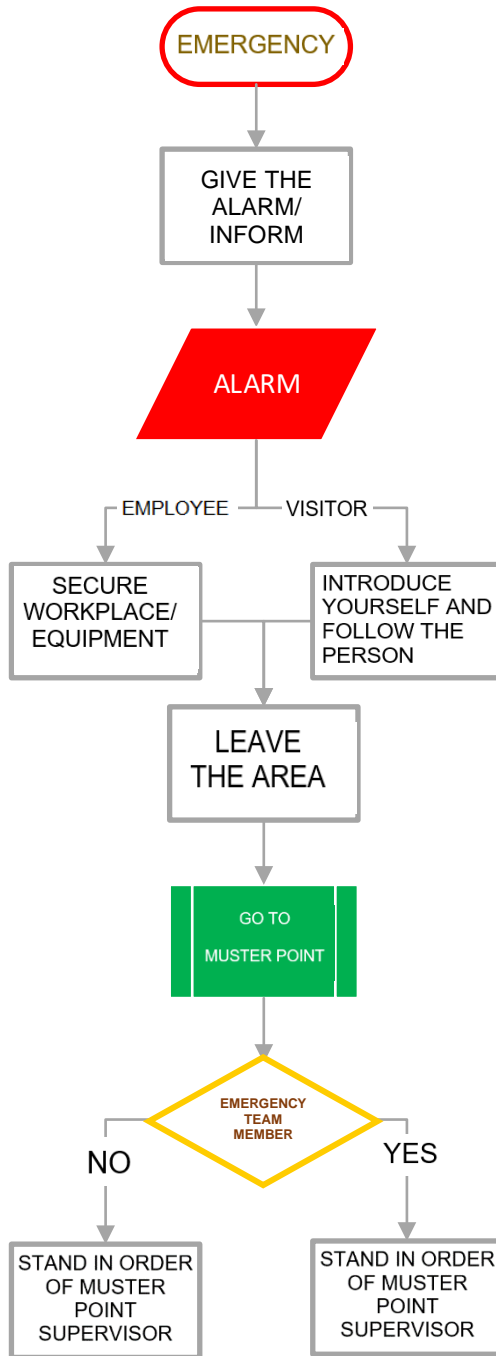 EMERGENCY
GIVE THE
ALARM/
INFORM
ALARM
EMPLOYEE
VISITOR
SECURE
WORKPLACE/
EQUIPMENT
INTRODUCE
YOURSELF AND
FOLLOW THE
PERSON
LEAVE
THE AREA
GO TO
MUSTER POINT
EMERGENCY
TEAM
MEMBER
NO
YES
STAND IN ORDER
OF MUSTER
POINT
SUPERVISOR
STAND IN ORDER
OF MUSTER
POINT
SUPERVISOR